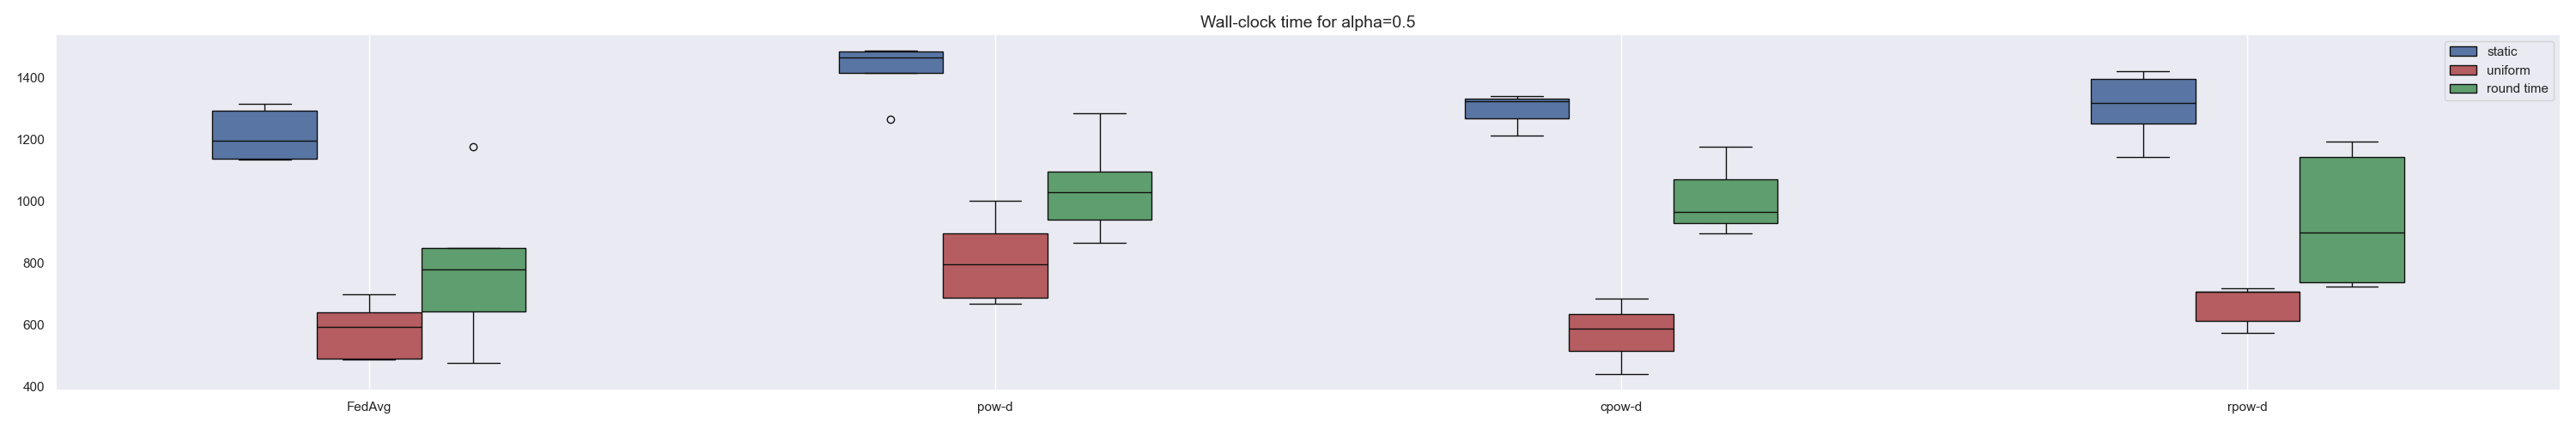 Wall-clock time for alpha=0.5
static
uniform
round time
1400
1200
1000
800
600
400
FedAvg
pow-d
cpow-d
rpow-d